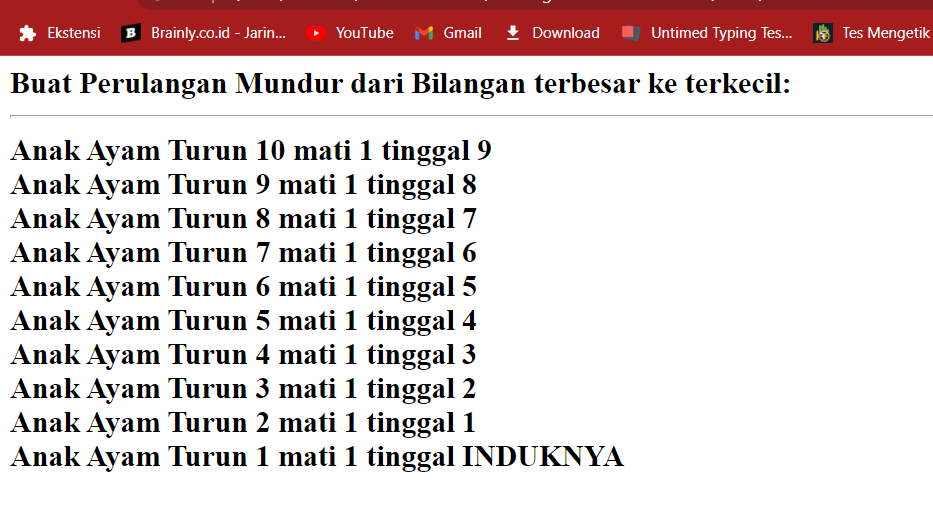 Ekstensi Brainly.co.id - Jarin... YouTube Gmail Download Untimed Typing Tes... Tes Mengetik
Buat Perulangan Mundur dari Bilangan terbesar ke terkecil:
Anak Ayam Turun 10 mati 1 tinggal 9
Anak Ayam Turun 9 mati 1 tinggal 8
Anak Ayam Turun 8 mati 1 tinggal 7
Anak Ayam Turun 7 mati 1 tinggal 6
Anak Ayam Turun 6 mati 1 tinggal 5
Anak Ayam Turun 5 mati 1 tinggal 4
Anak Ayam Turun 4 mati 1 tinggal 3
Anak Ayam Turun 3 mati 1 tinggal 2
Anak Ayam Turun 2 mati 1 tinggal 1
Anak Ayam Turun 1 mati 1 tinggal INDUKNYA